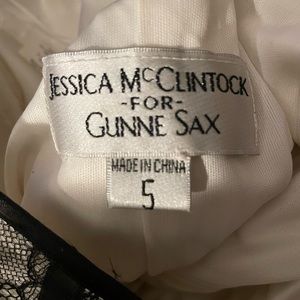 JESSICA MCCLINTOCK
-FOR-
GUNNE SAX
MADE IN CHINA
5